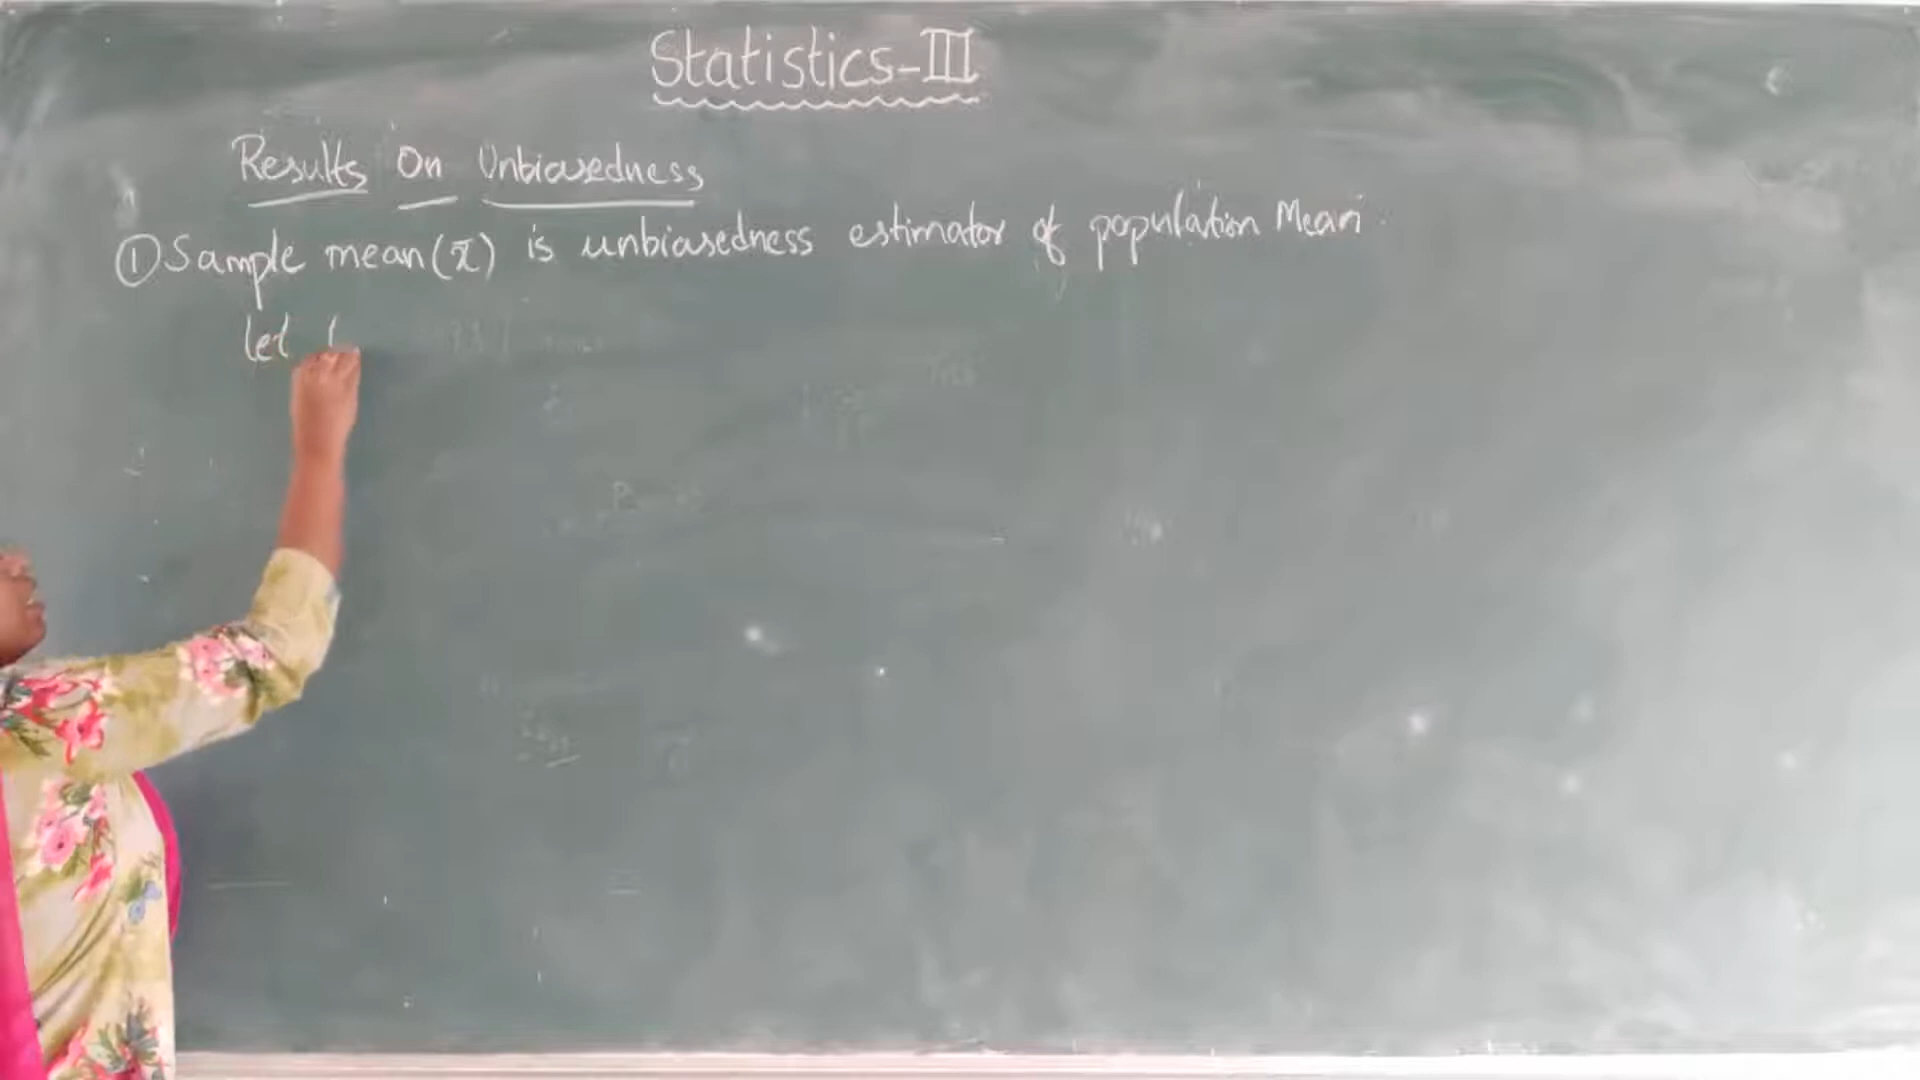 Statistics-III
Results On Unbiasedness
① Sample mean (x̄) is unbiasedness estimator of population Mean.
let